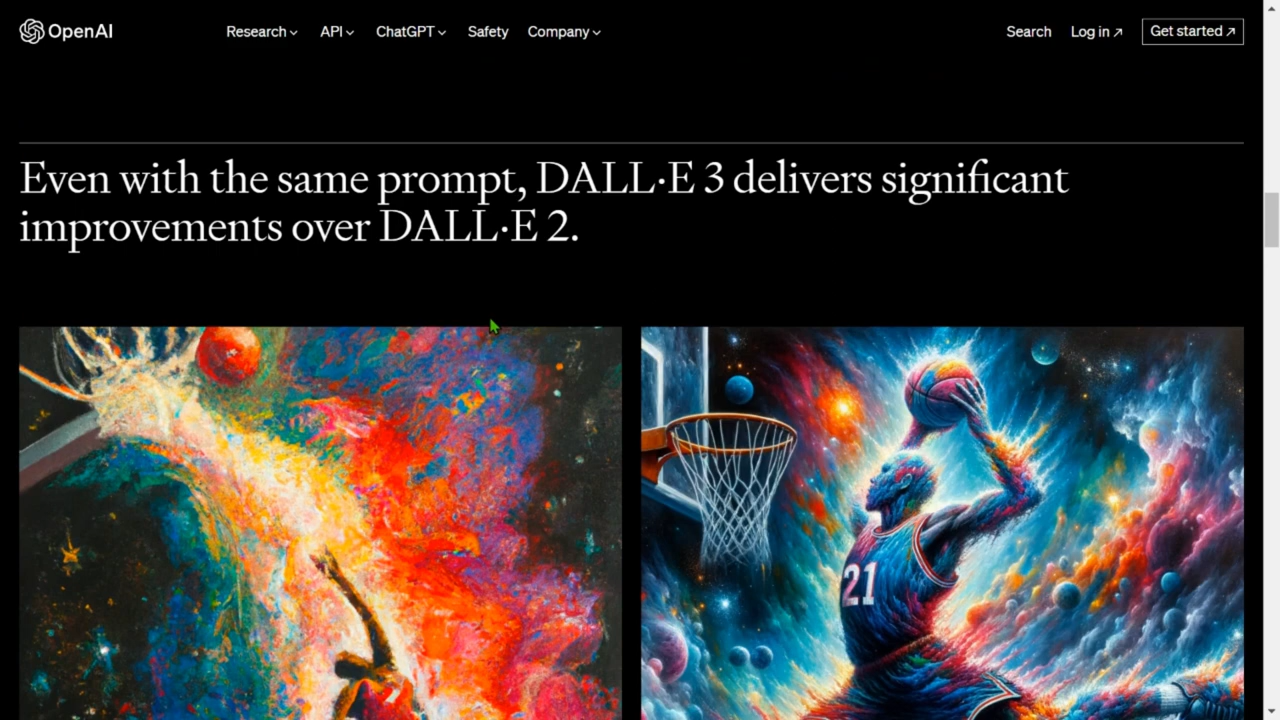 OpenAI
Research
API
ChatGPT
Safety
Company
Search
Log in ↗
Get started ↗
Even with the same prompt, DALL·E 3 delivers significant
improvements over DALL·E 2.
21